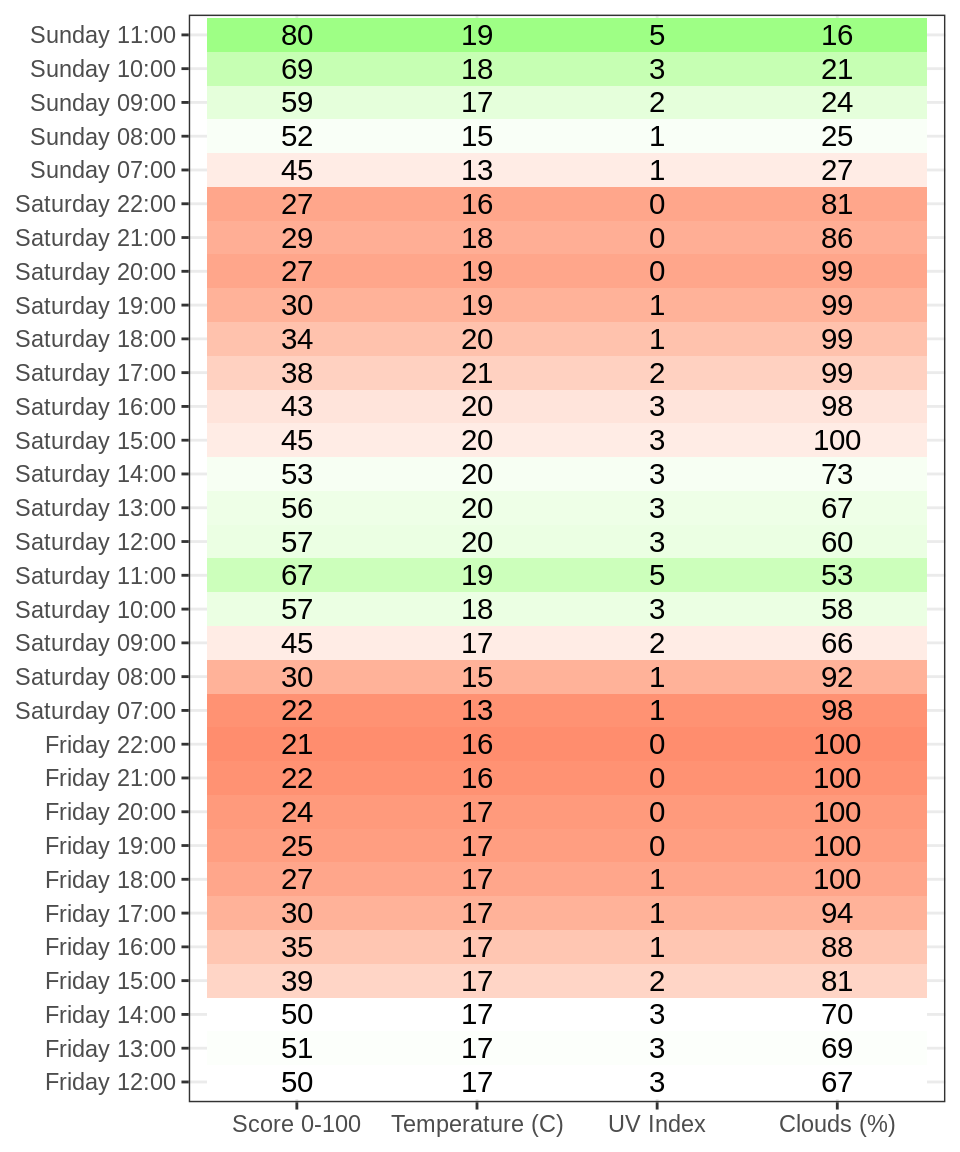 Sunday 11:00 80 19 5 16
Sunday 10:00 69 18 3 21
Sunday 09:00 59 17 2 24
Sunday 08:00 52 15 1 25
Sunday 07:00 45 13 1 27
Saturday 22:00 27 16 0 81
Saturday 21:00 29 18 0 86
Saturday 20:00 27 19 0 99
Saturday 19:00 30 19 1 99
Saturday 18:00 34 20 1 99
Saturday 17:00 38 21 2 99
Saturday 16:00 43 20 3 98
Saturday 15:00 45 20 3 100
Saturday 14:00 53 20 3 73
Saturday 13:00 56 20 3 67
Saturday 12:00 57 20 3 60
Saturday 11:00 67 19 5 53
Saturday 10:00 57 18 3 58
Saturday 09:00 45 17 2 66
Saturday 08:00 30 15 1 92
Saturday 07:00 22 13 1 98
Friday 22:00 21 16 0 100
Friday 21:00 22 16 0 100
Friday 20:00 24 17 0 100
Friday 19:00 25 17 0 100
Friday 18:00 27 17 1 100
Friday 17:00 30 17 1 94
Friday 16:00 35 17 1 88
Friday 15:00 39 17 2 81
Friday 14:00 50 17 3 70
Friday 13:00 51 17 3 69
Friday 12:00 50 17 3 67
Score 0-100 Temperature (C) UV Index Clouds (%)